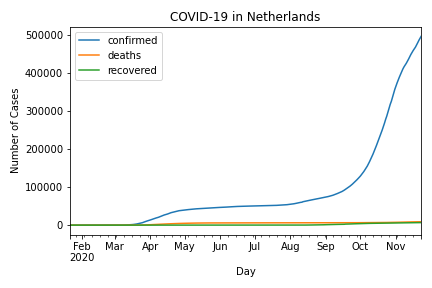 COVID-19 in Netherlands
confirmed
deaths
recovered
Number of Cases
500000
400000
300000
200000
100000
0
Feb Mar Apr May Jun Jul Aug Sep Oct Nov
2020
Day